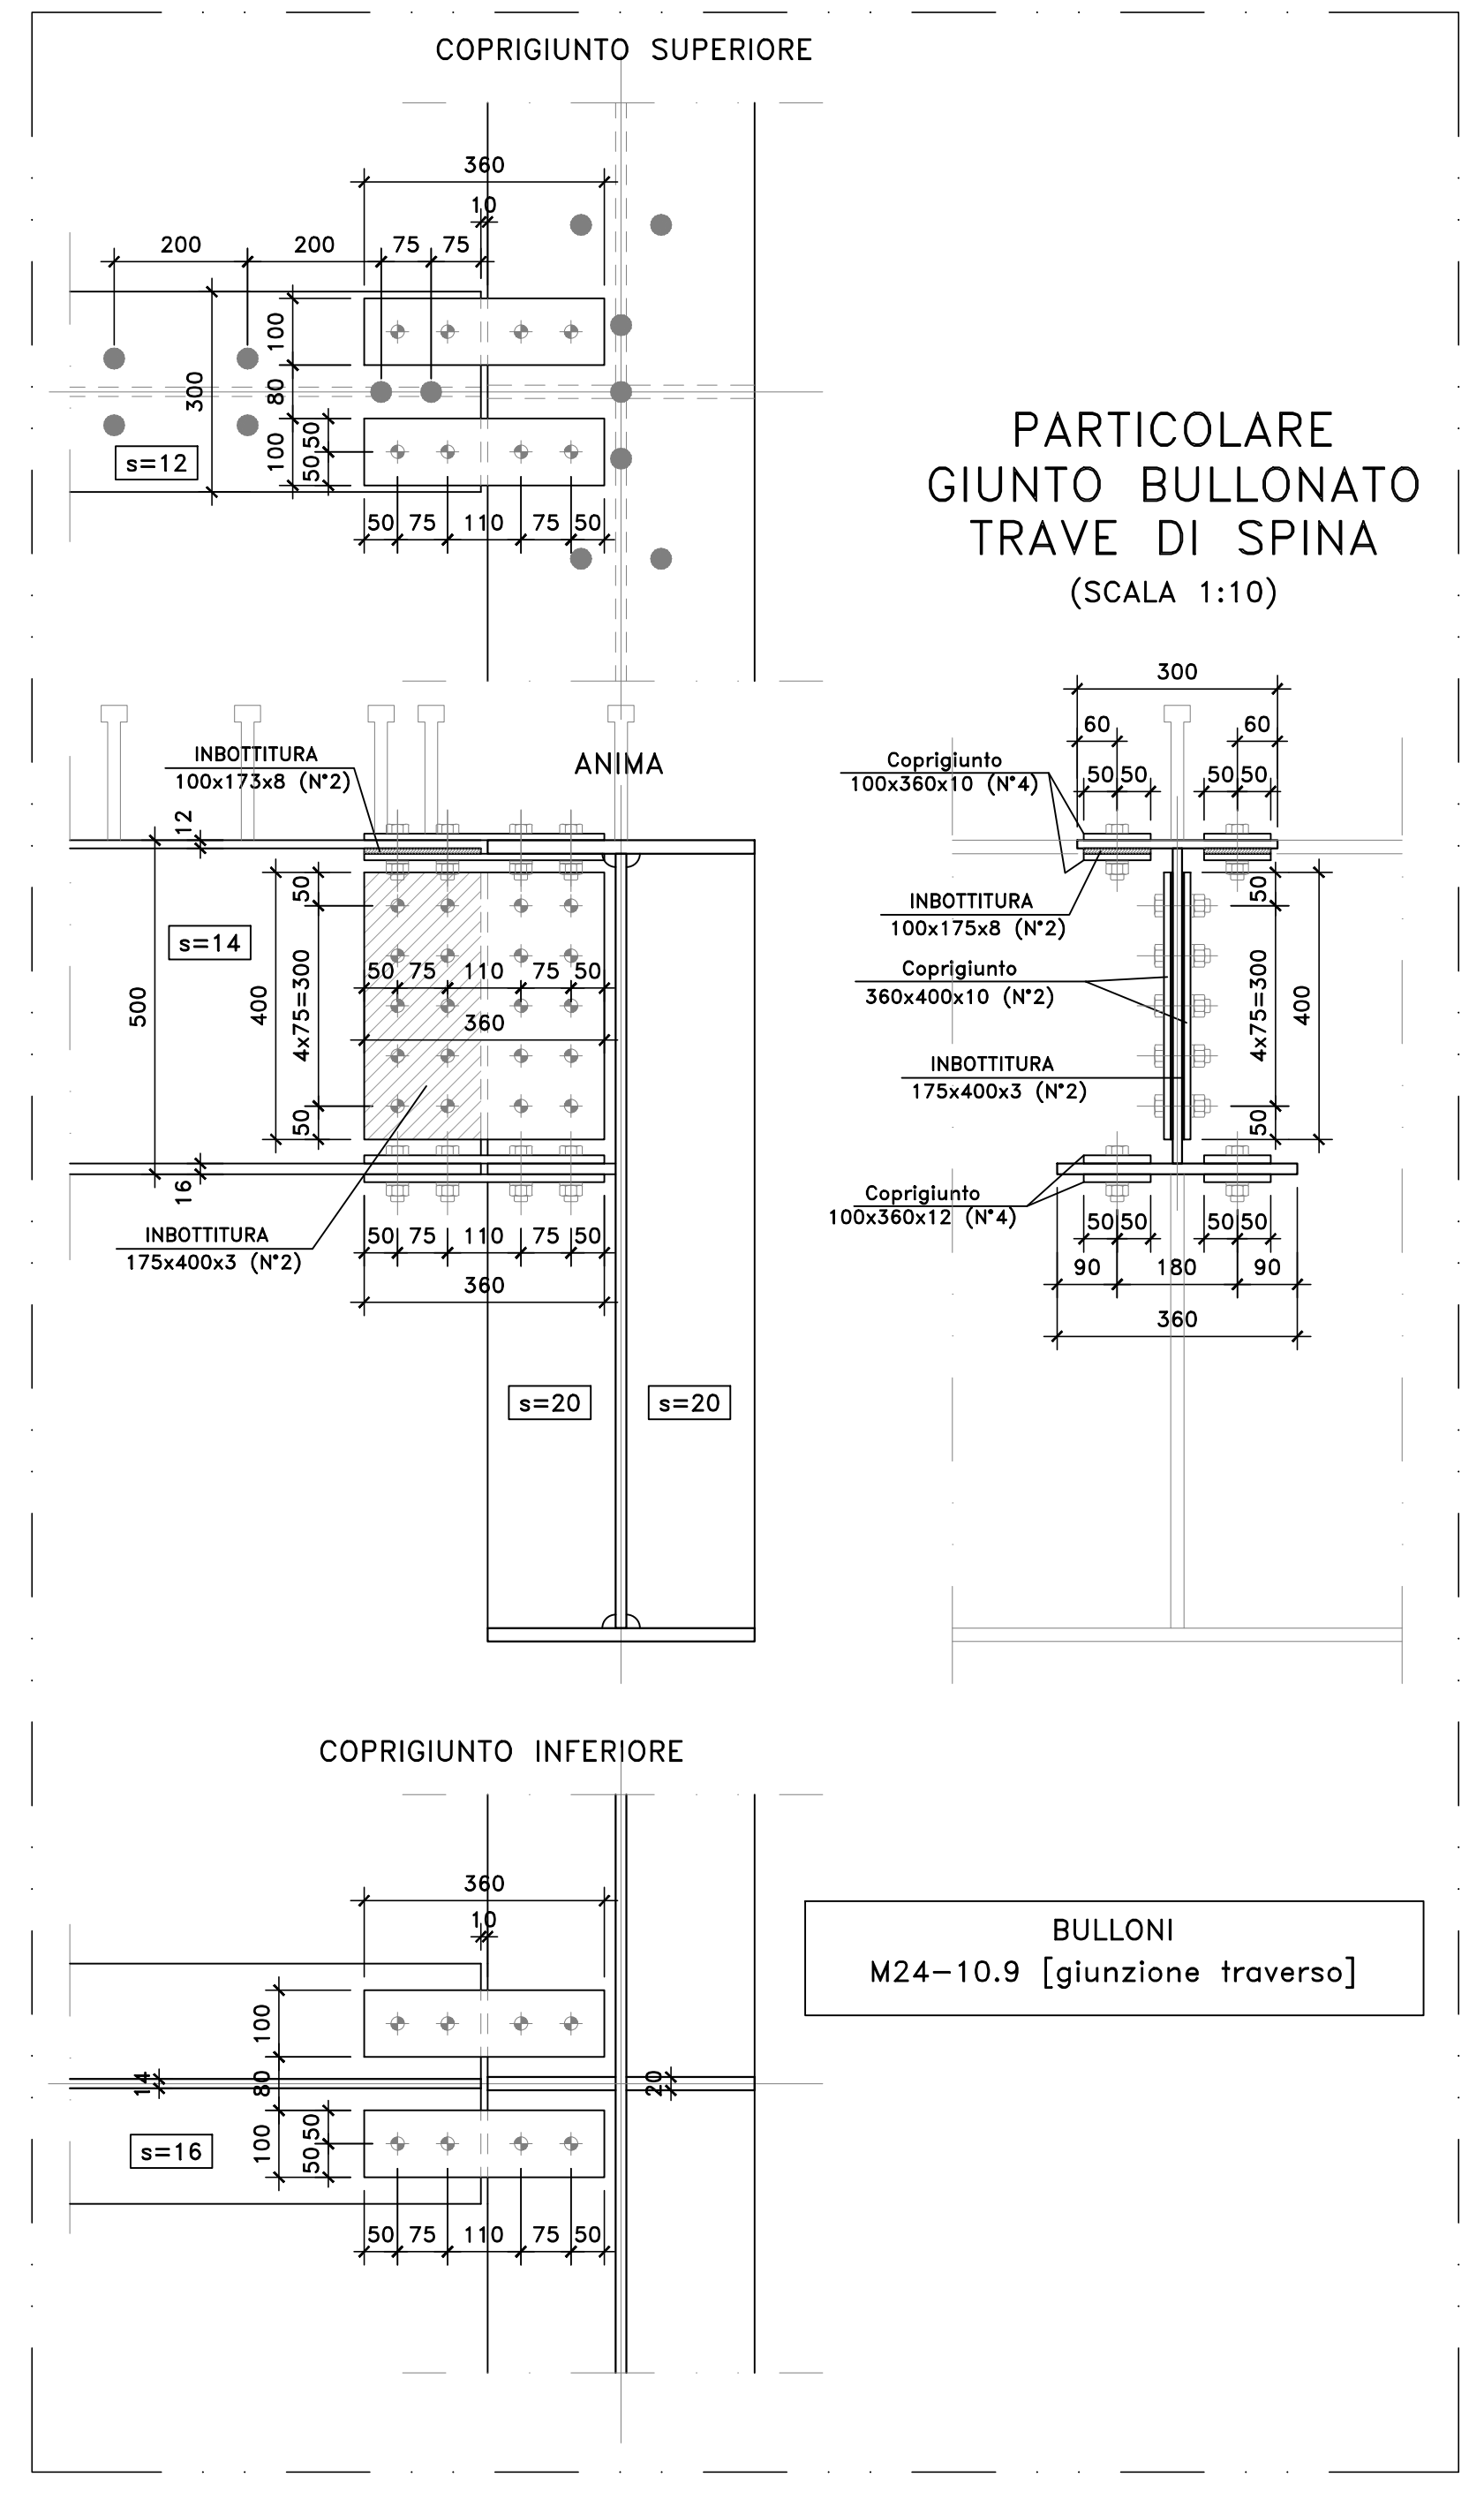 COPRIGIUNTO SUPERIORE
360
10
200
200
75
75
100
300
80
100
50
50
s=12
50
75
110
75
50
PARTICOLARE
GIUNTO BULLONATO
TRAVE DI SPINA
(SCALA 1:10)
INBOTTITURA
100x173x8 (N°2)
ANIMA
12
50
s=14
500
400
4x75=300
50
75
110
75
50
360
50
16
INBOTTITURA
175x400x3 (N°2)
50
75
110
75
50
360
s=20
s=20
300
60
60
Coprigiunto
100x360x10 (N°4)
50
50
50
50
INBOTTITURA
100x175x8 (N°2)
50
Coprigiunto
360x400x10 (N°2)
4x75=300
400
INBOTTITURA
175x400x3 (N°2)
50
Coprigiunto
100x360x12 (N°4)
50
50
50
50
90
180
90
360
COPRIGIUNTO INFERIORE
360
10
100
14
80
20
100
50
50
s=16
50
75
110
75
50
BULLONI
M24-10.9 [giunzione traverso]